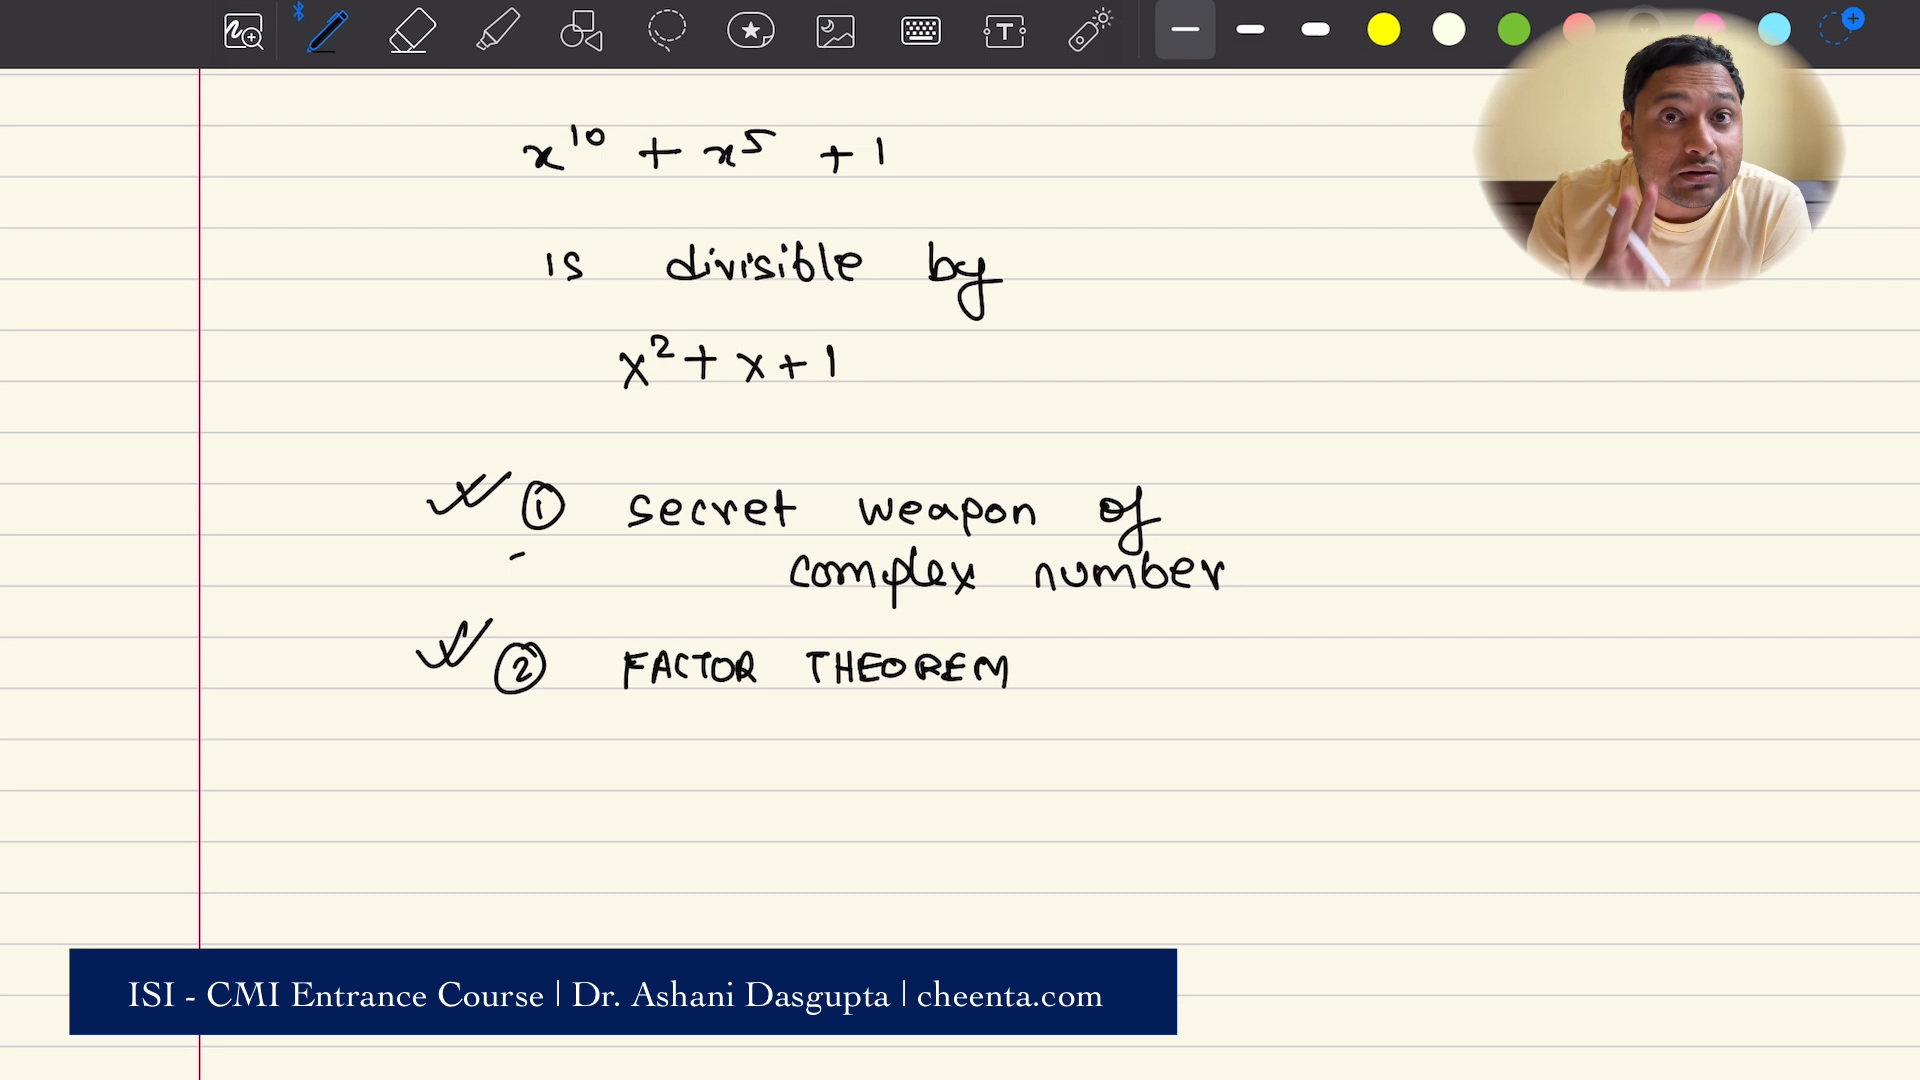 x¹⁰ + x⁵ + 1
is divisible by
x² + x + 1
① secret weapon of
complex number
② FACTOR THEOREM
ISI - CMI Entrance Course | Dr. Ashani Dasgupta | cheenta.com